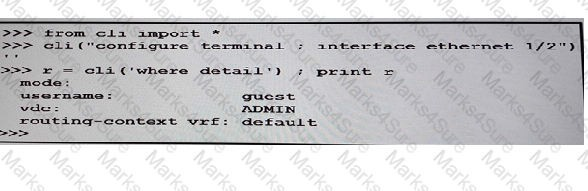 >>> from cli import *
>>> cli("configure terminal ; interface ethernet 1/2")
''
>>> r = cli('where detail') ; print r
mode:
username: guest
vdc: ADMIN
routing-context vrf: default
>>>
Marks4Sure